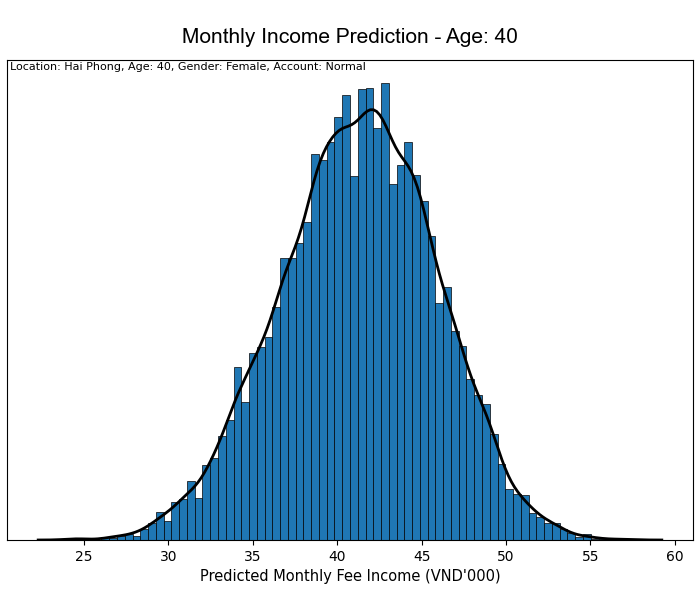 Monthly Income Prediction - Age: 40
Location: Hai Phong, Age: 40, Gender: Female, Account: Normal
25 30 35 40 45 50 55 60
Predicted Monthly Fee Income (VND'000)